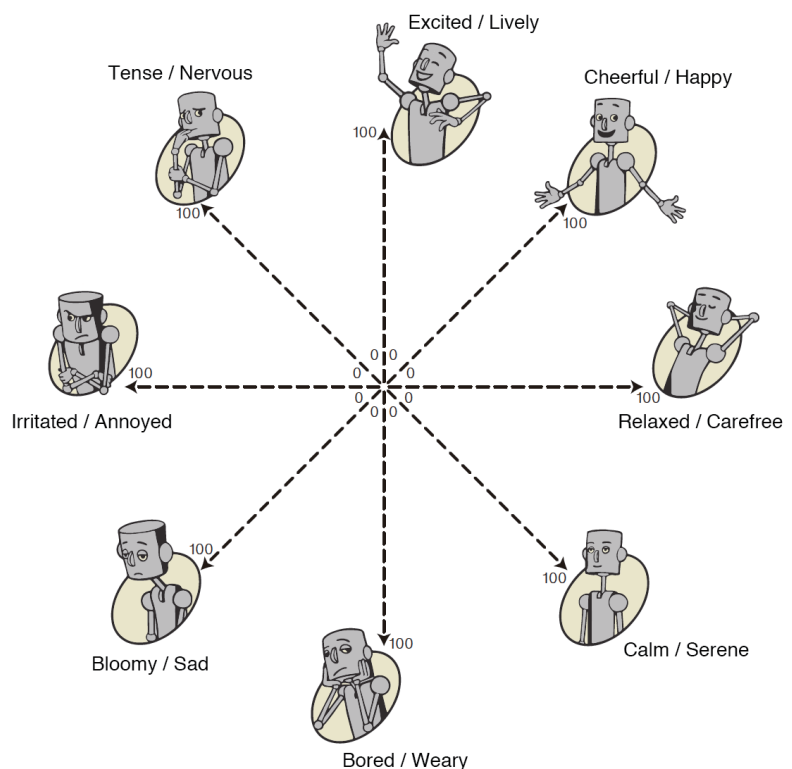 Excited / Lively
Tense / Nervous
Cheerful / Happy
100
100
100
0 0
0 0
100
100
0 0
0 0
Irritated / Annoyed
Relaxed / Carefree
100
100
100
Bloomy / Sad
Calm / Serene
Bored / Weary